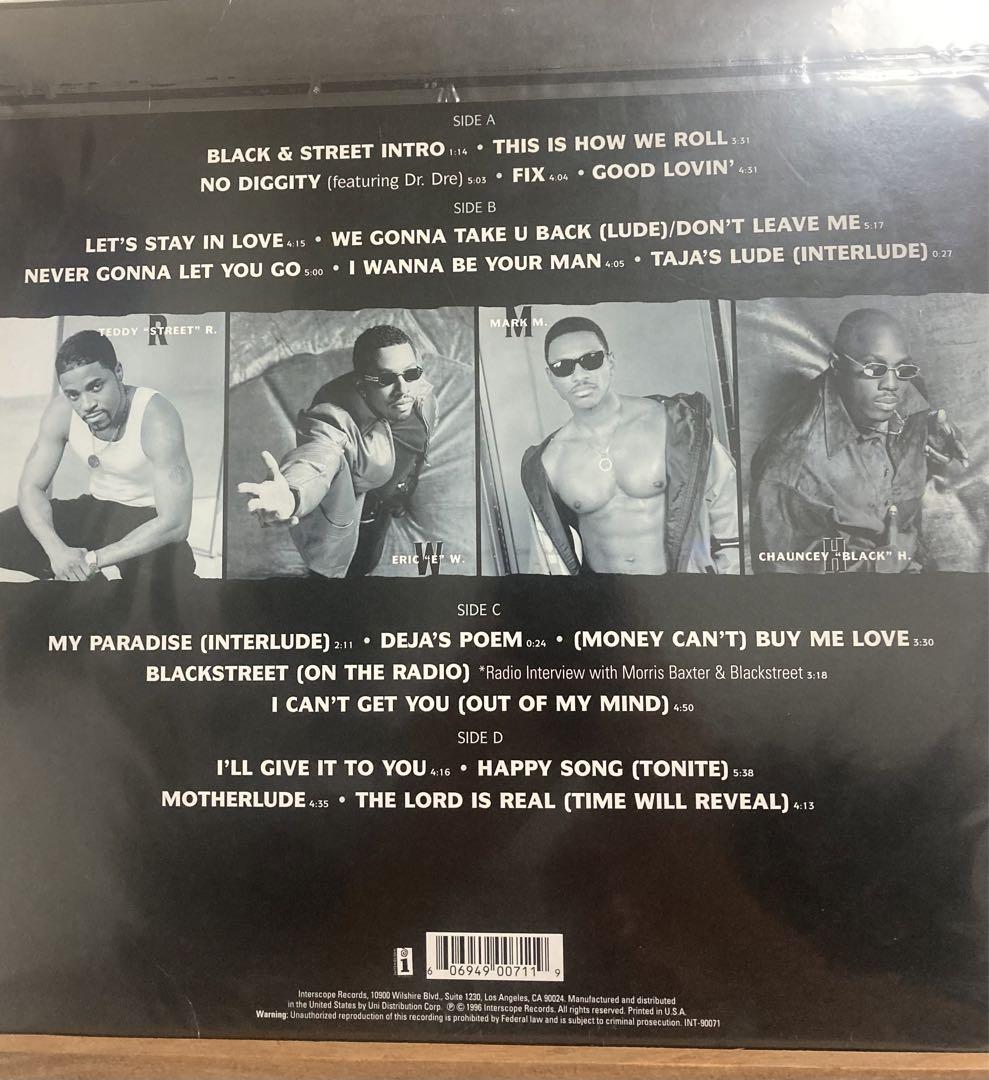 SIDE A
BLACK & STREET INTRO 1:14 • THIS IS HOW WE ROLL 3:31
NO DIGGITY (featuring Dr. Dre) 5:03 • FIX 4:04 • GOOD LOVIN' 4:31
SIDE B
LET'S STAY IN LOVE 4:15 • WE GONNA TAKE U BACK (LUDE)/DON'T LEAVE ME 5:17
NEVER GONNA LET YOU GO 5:00 • I WANNA BE YOUR MAN 4:05 • TAJA'S LUDE (INTERLUDE) 0:27
R
TEDDY "STREET" R.
W
ERIC "E" W.
M
MARK M.
H
CHAUNCEY "BLACK" H.
SIDE C
MY PARADISE (INTERLUDE) 2:11 • DEJA'S POEM 0:24 • (MONEY CAN'T) BUY ME LOVE 3:30
BLACKSTREET (ON THE RADIO) *Radio Interview with Morris Baxter & Blackstreet 3:18
I CAN'T GET YOU (OUT OF MY MIND) 4:50
SIDE D
I'LL GIVE IT TO YOU 4:16 • HAPPY SONG (TONITE) 5:38
MOTHERLUDE 4:35 • THE LORD IS REAL (TIME WILL REVEAL) 4:13
i
6 06949 00711 9
Interscope Records, 10900 Wilshire Blvd., Suite 1230, Los Angeles, CA 90024. Manufactured and distributed
in the United States by Uni Distribution Corp. ℗ © 1996 Interscope Records. All rights reserved. Printed in U.S.A.
Warning: Unauthorized reproduction of this recording is prohibited by Federal law and is subject to criminal prosecution. INT-90071